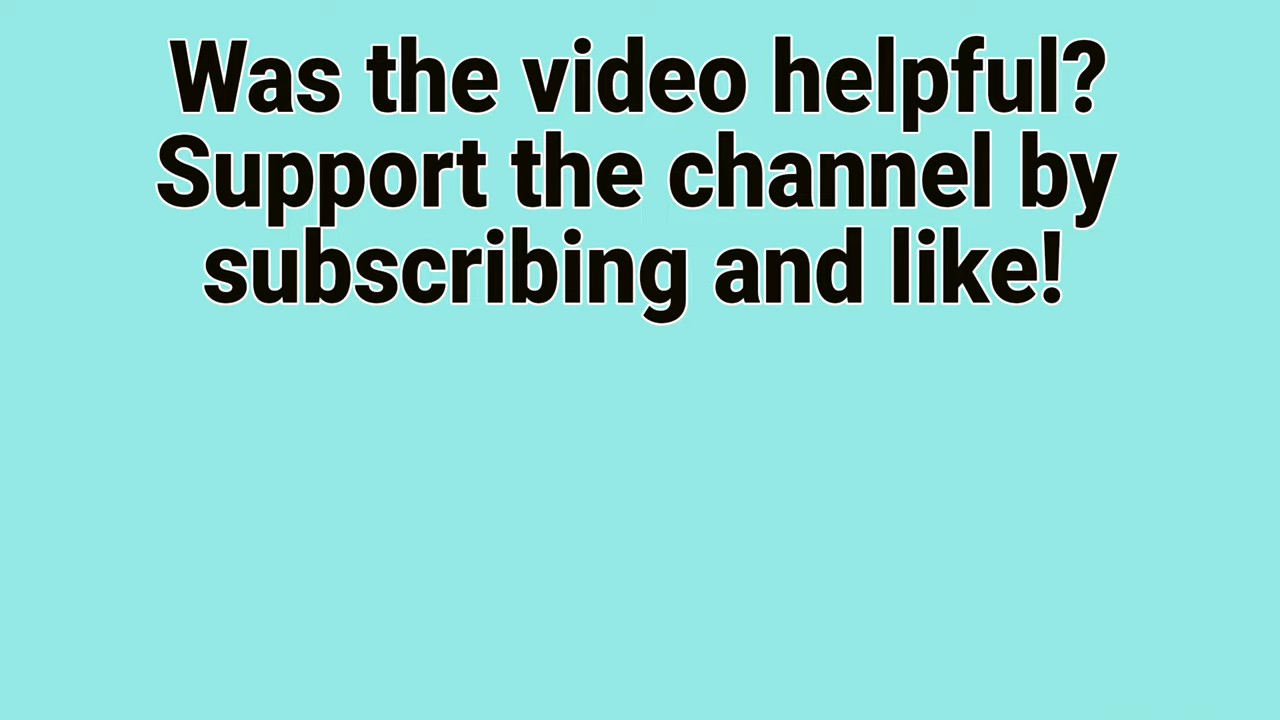 Was the video helpful?
Support the channel by
subscribing and like!